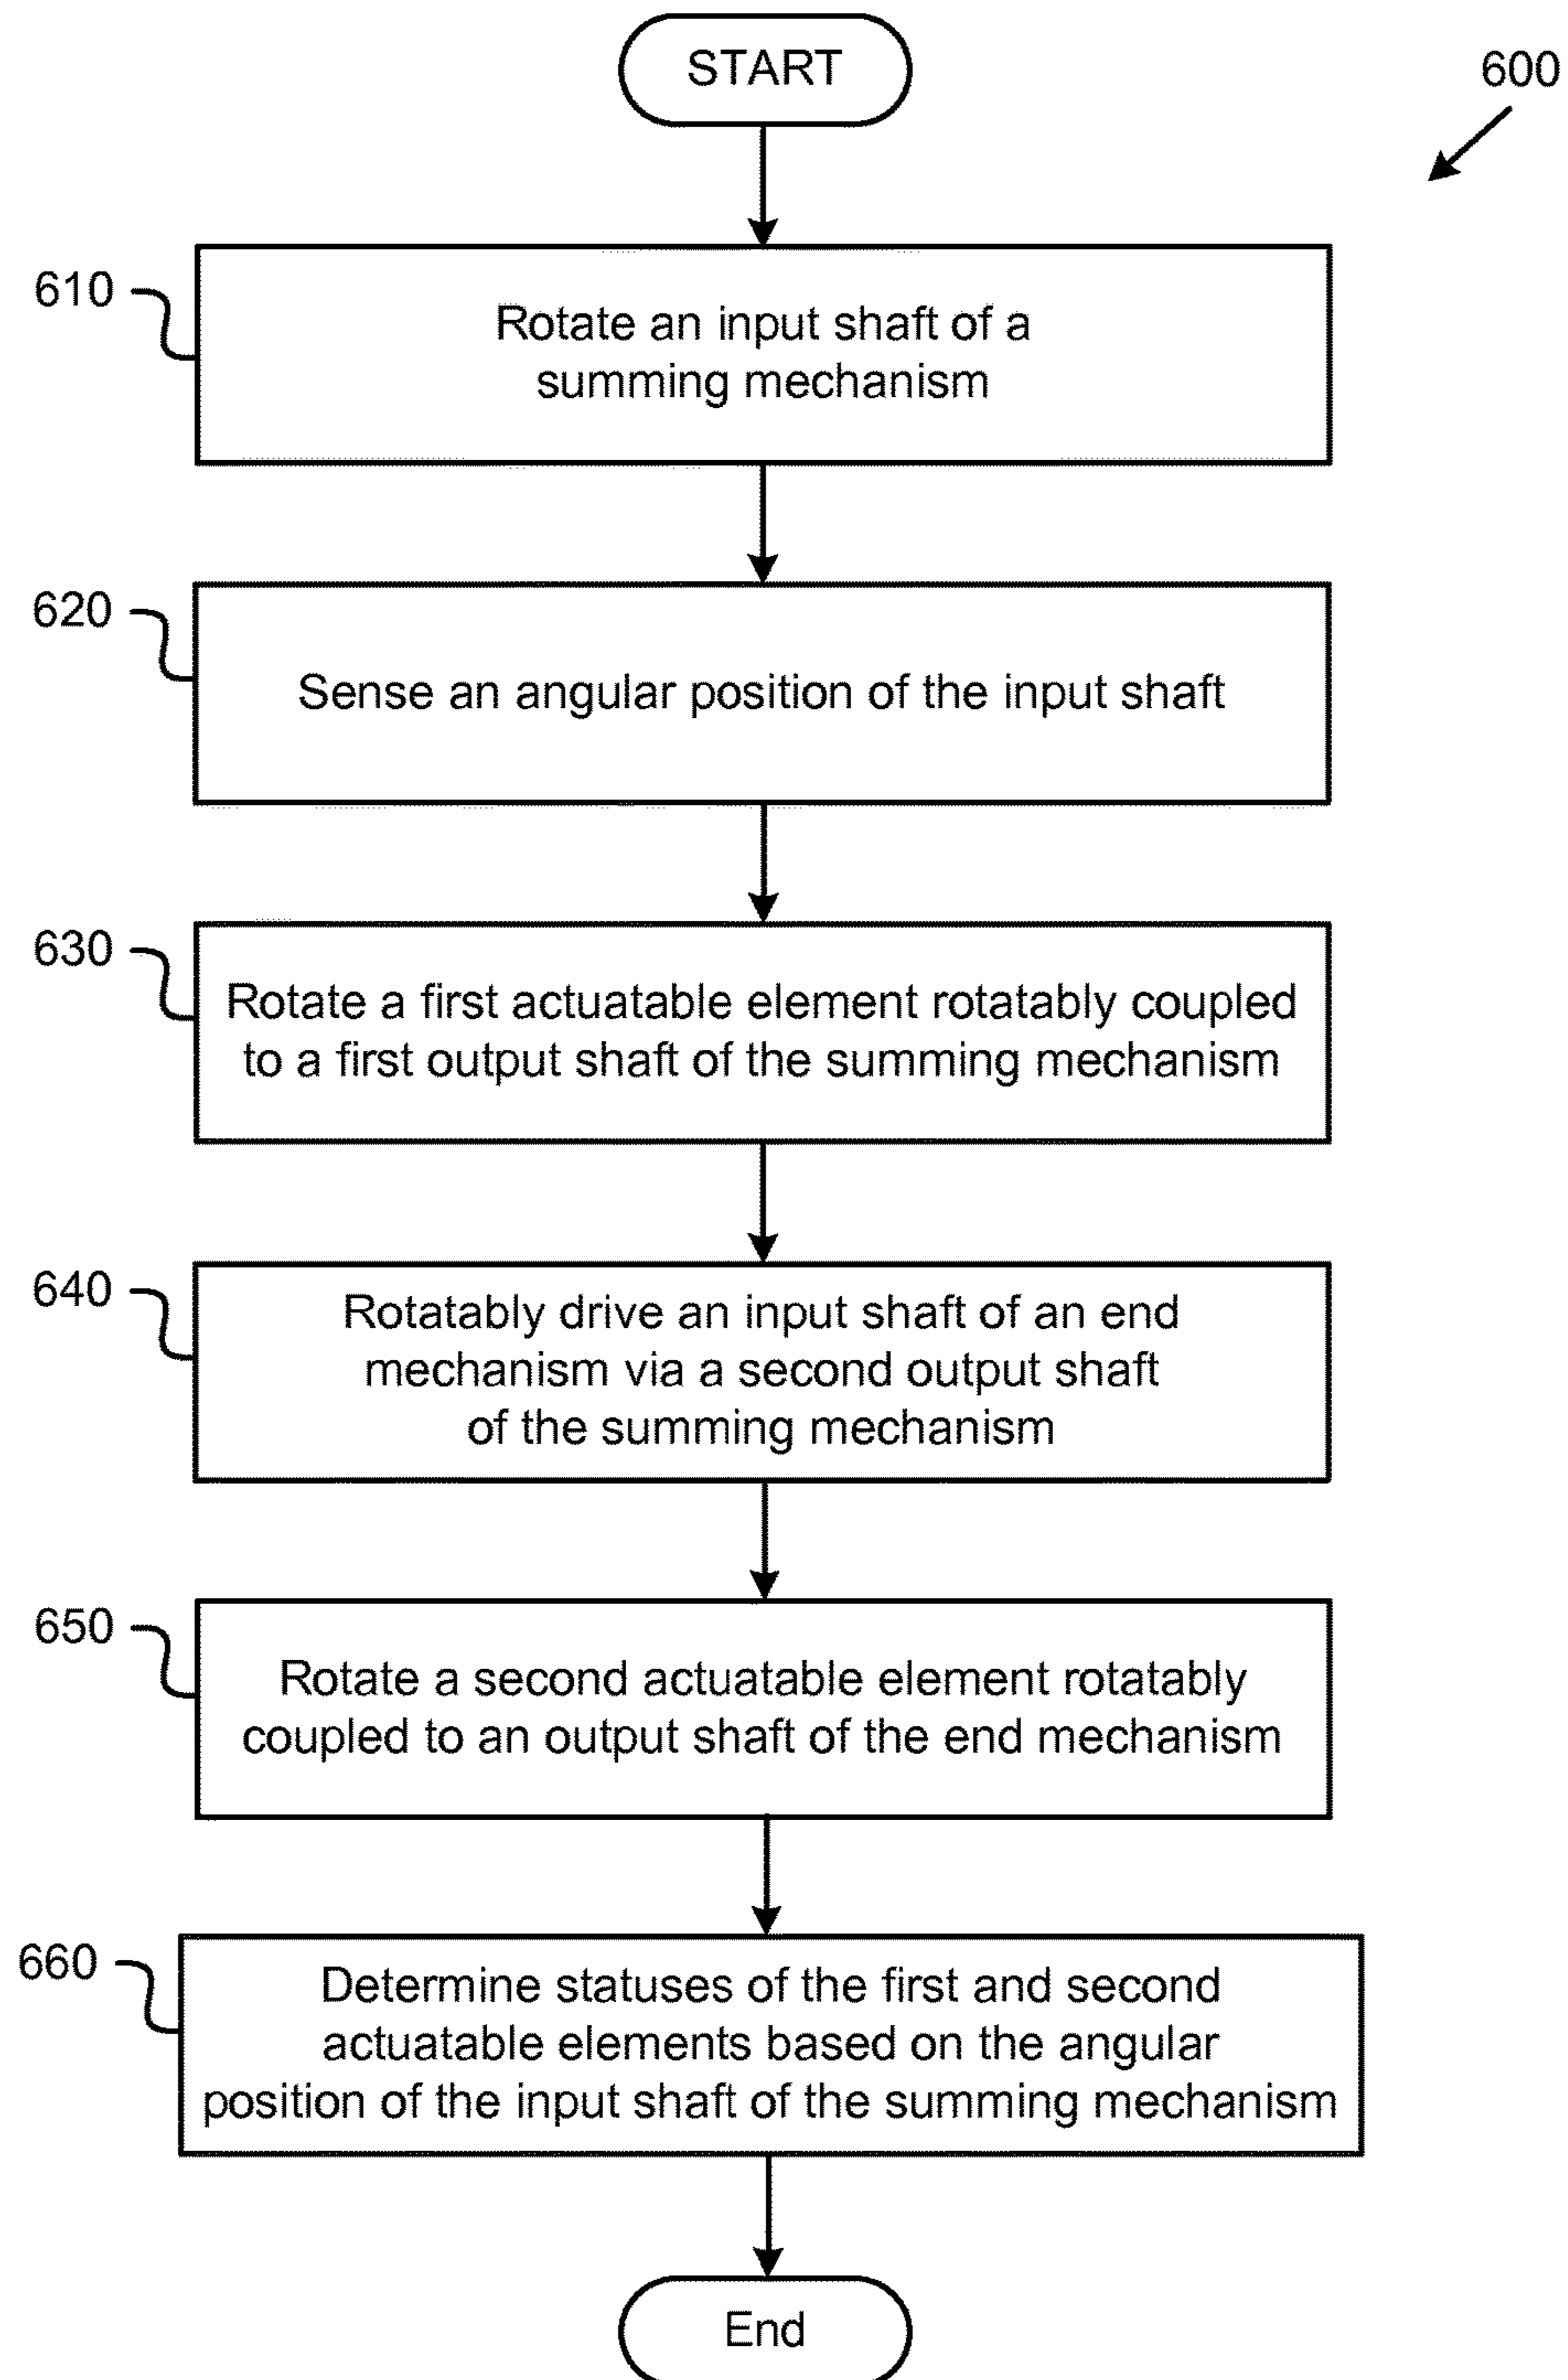 START
600
610
Rotate an input shaft of a
summing mechanism
620
Sense an angular position of the input shaft
630
Rotate a first actuatable element rotatably coupled
to a first output shaft of the summing mechanism
640
Rotatably drive an input shaft of an end
mechanism via a second output shaft
of the summing mechanism
650
Rotate a second actuatable element rotatably
coupled to an output shaft of the end mechanism
660
Determine statuses of the first and second
actuatable elements based on the angular
position of the input shaft of the summing mechanism
End